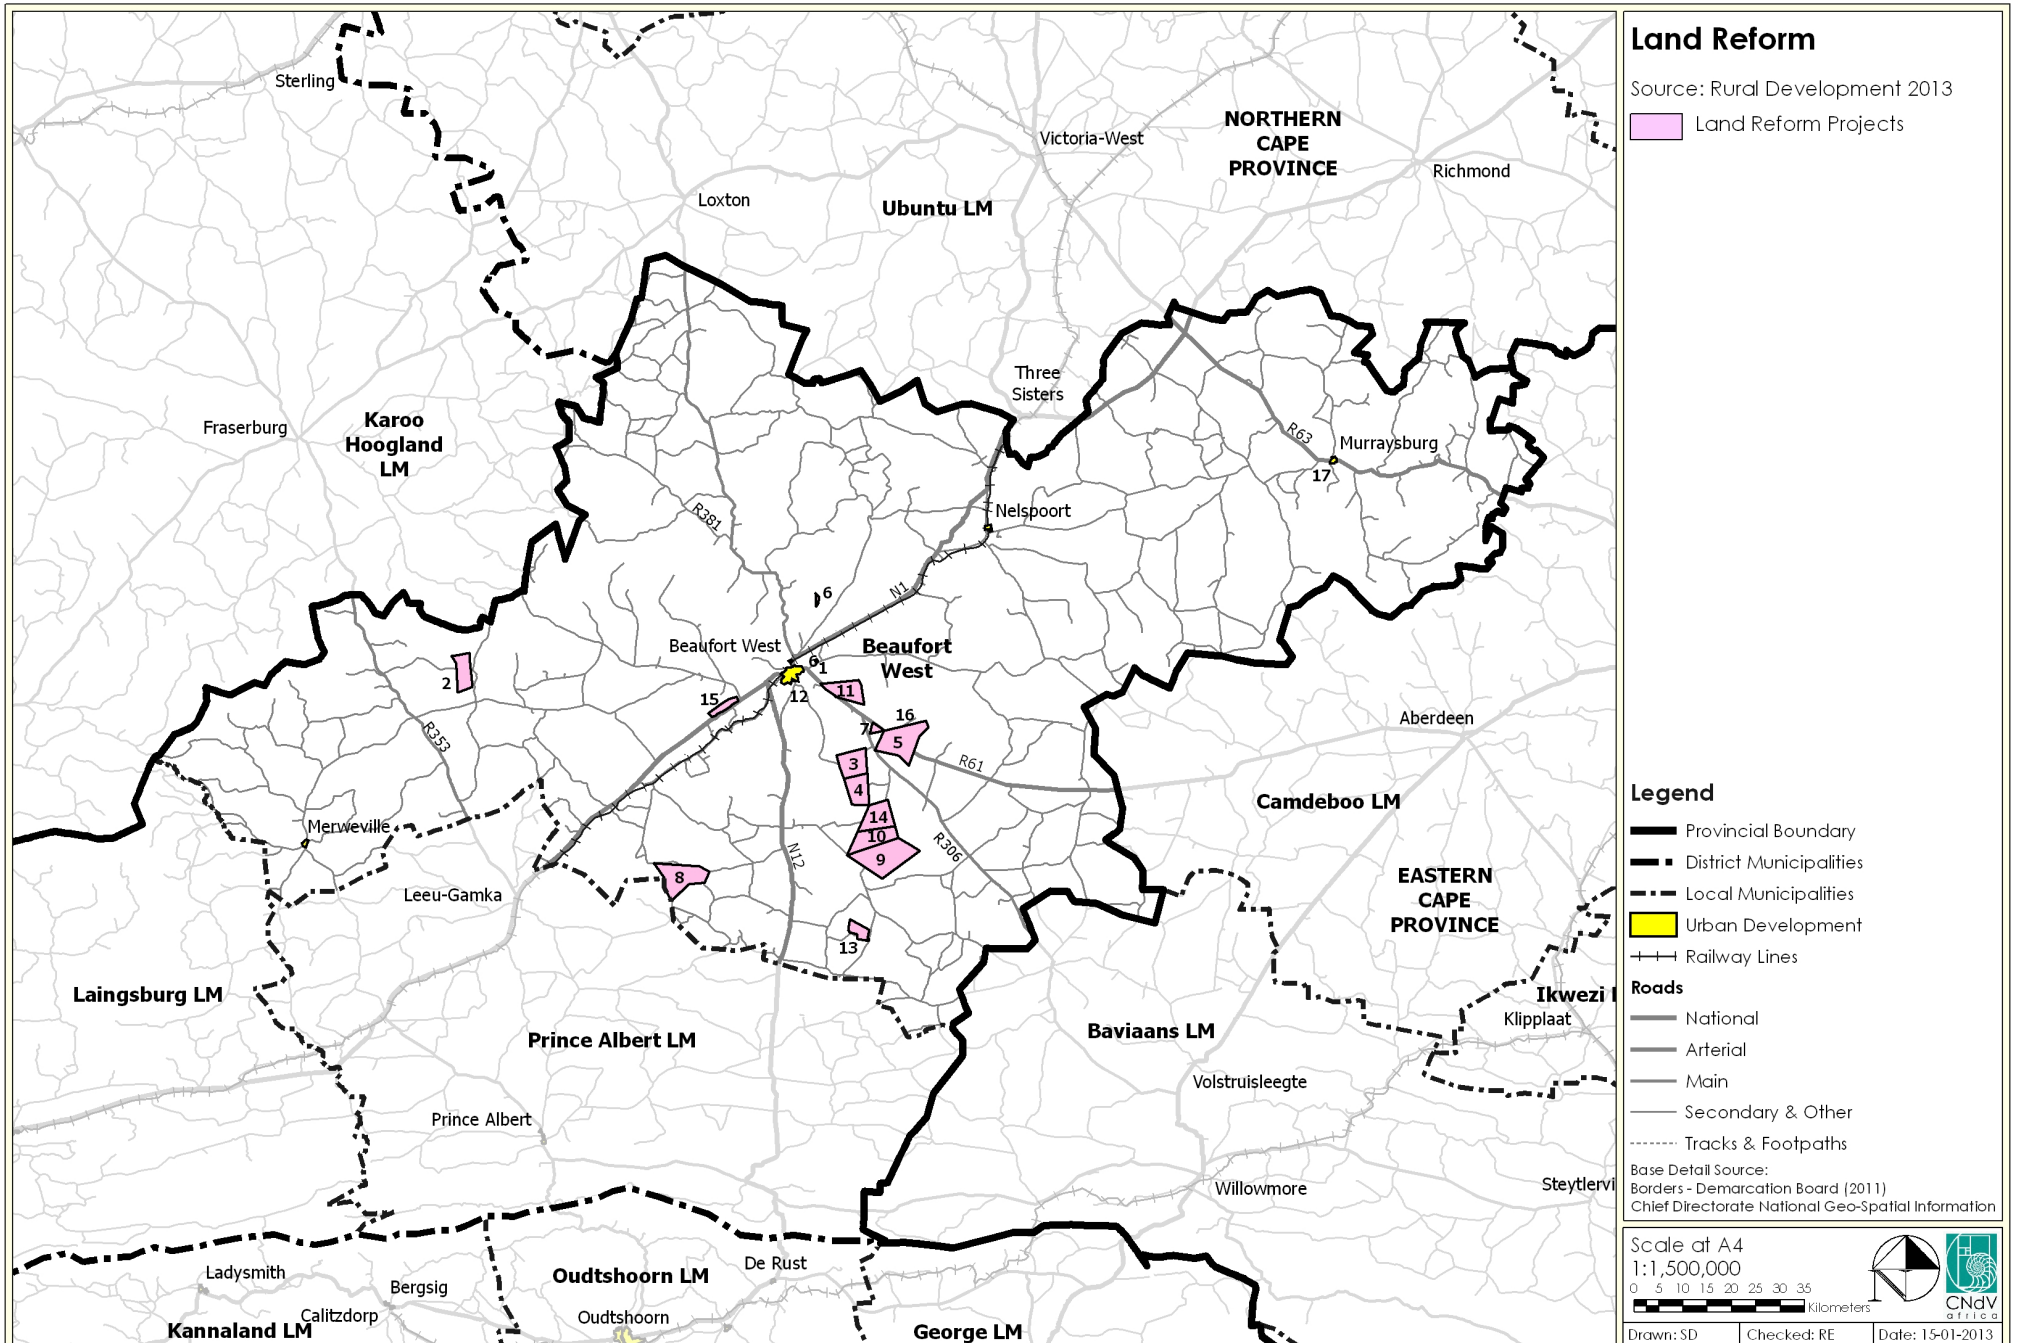 Land Reform
Source: Rural Development 2013
Land Reform Projects
Sterling
Victoria-West
NORTHERN
CAPE
PROVINCE
Richmond
Loxton
Ubuntu LM
Three
Sisters
Fraserburg
Karoo
Hoogland
LM
R63
Murraysburg
17
R381
Nelspoort
N1
6
Beaufort West
Beaufort
West
6
1
2
11
12
15
16
7
5
Aberdeen
R353
3
R61
4
Camdeboo LM
14
Merweville
10
R306
N12
9
8
EASTERN
CAPE
PROVINCE
Leeu-Gamka
13
Laingsburg LM
Ikwezi
Klipplaat
Prince Albert LM
Baviaans LM
Volstruisleegte
Prince Albert
Willowmore
Steytlervi
De Rust
Ladysmith
Bergsig
Oudtshoorn LM
Calitzdorp
Oudtshoorn
Kannaland LM
George LM
Legend
Provincial Boundary
District Municipalities
Local Municipalities
Urban Development
Railway Lines
Roads
National
Arterial
Main
Secondary & Other
Tracks & Footpaths
Base Detail Source:
Borders - Demarcation Board (2011)
Chief Directorate National Geo-Spatial Information
Scale at A4
1:1,500,000
0 5 10 15 20 25 30 35
Kilometers
CNdV
africa
Drawn: SD
Checked: RE
Date: 15-01-2013